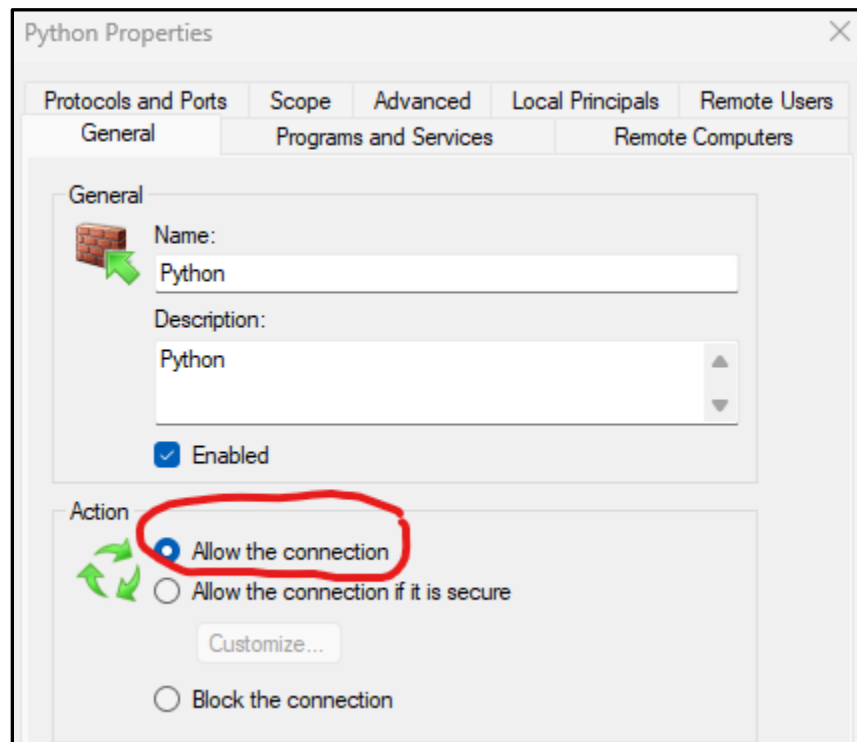 Python Properties
Protocols and Ports Scope Advanced Local Principals Remote Users
General Programs and Services Remote Computers
General
Name:
Python
Description:
Python
Enabled
Action
Allow the connection
Allow the connection if it is secure
Customize...
Block the connection